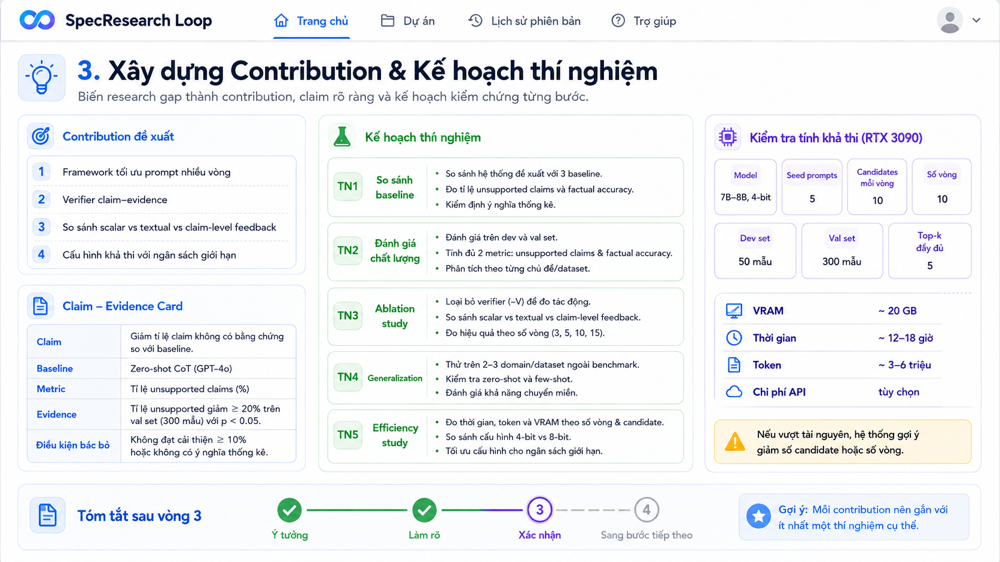 SpecResearch Loop
Trang chủ
Dự án
Lịch sử phiên bản
Trợ giúp
3. Xây dựng Contribution & Kế hoạch thí nghiệm
Biến research gap thành contribution, claim rõ ràng và kế hoạch kiểm chứng từng bước.
Contribution đề xuất
1 Framework tối ưu prompt nhiều vòng
2 Verifier claim–evidence
3 So sánh scalar vs textual vs claim-level feedback
4 Cấu hình khả thi với ngân sách giới hạn
Claim – Evidence Card
Claim
Giảm tỉ lệ claim không có bằng chứng
so với baseline.
Baseline
Zero-shot CoT (GPT-4o)
Metric
Tỉ lệ unsupported claims (%)
Evidence
Tỉ lệ unsupported giảm ≥ 20% trên
val set (300 mẫu) với p < 0.05.
Điều kiện bác bỏ
Không đạt cải thiện ≥ 10%
hoặc không có ý nghĩa thống kê.
Kế hoạch thí nghiệm
TN1
So sánh
baseline
• So sánh hệ thống đề xuất với 3 baseline.
• Đo tỉ lệ unsupported claims và factual accuracy.
• Kiểm định ý nghĩa thống kê.
TN2
Đánh giá
chất lượng
• Đánh giá trên dev và val set.
• Tính đủ 2 metric: unsupported claims & factual accuracy.
• Phân tích theo từng chủ đề/dataset.
TN3
Ablation
study
• Loại bỏ verifier (–V) để đo tác động.
• So sánh scalar vs textual vs claim-level feedback.
• Đo hiệu quả theo số vòng (3, 5, 10, 15).
TN4
Generalization
• Thử trên 2–3 domain/dataset ngoài benchmark.
• Kiểm tra zero-shot và few-shot.
• Đánh giá khả năng chuyển miền.
TN5
Efficiency
study
• Đo thời gian, token và VRAM theo số vòng & candidate.
• So sánh cấu hình 4-bit vs 8-bit.
• Tối ưu cấu hình cho ngân sách giới hạn.
Kiểm tra tính khả thi (RTX 3090)
Model
7B–8B, 4-bit
Seed prompts
5
Candidates
mỗi vòng
10
Số vòng
10
Dev set
50 mẫu
Val set
300 mẫu
Top-k
đầy đủ
5
VRAM ~ 20 GB
Thời gian ~ 12–18 giờ
Token ~ 3–6 triệu
Chi phí API tùy chọn
Nếu vượt tài nguyên, hệ thống gợi ý
giảm số candidate hoặc số vòng.
Tóm tắt sau vòng 3
Ý tưởng
Làm rõ
3
Xác nhận
4
Sang bước tiếp theo
Gợi ý: Mỗi contribution nên gắn với
ít nhất một thí nghiệm cụ thể.